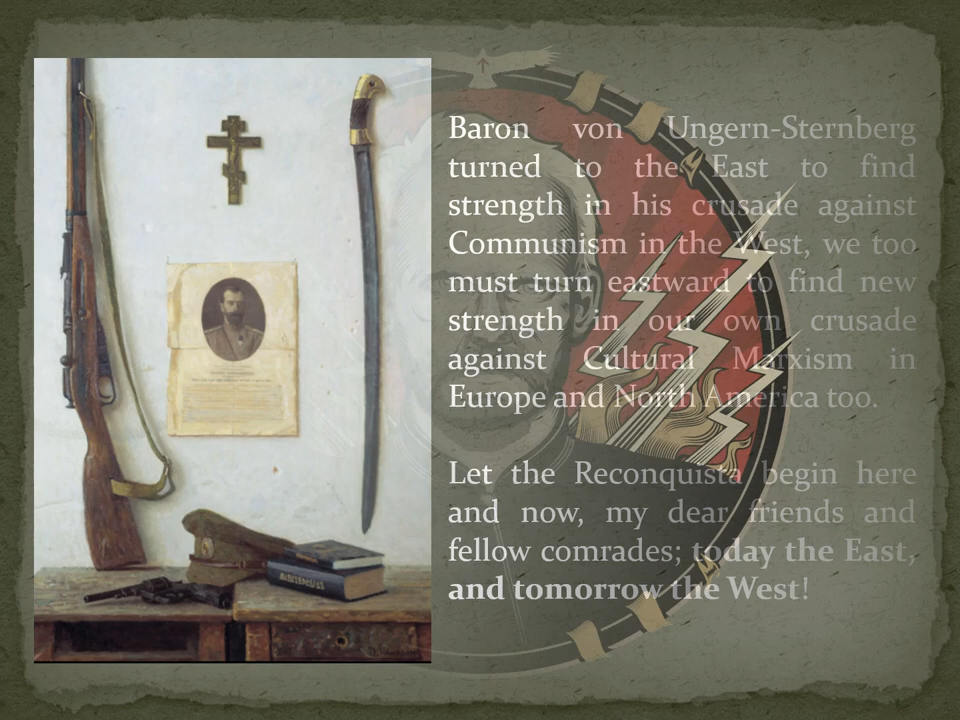 Baron von Ungern-Sternberg
turned to the East to find
strength in his crusade against
Communism in the West, we too
must turn eastward to find new
strength in our own crusade
against Cultural Marxism in
Europe and North America too.
Let the Reconquista begin here
and now, my dear friends and
fellow comrades; today the East,
and tomorrow the West!